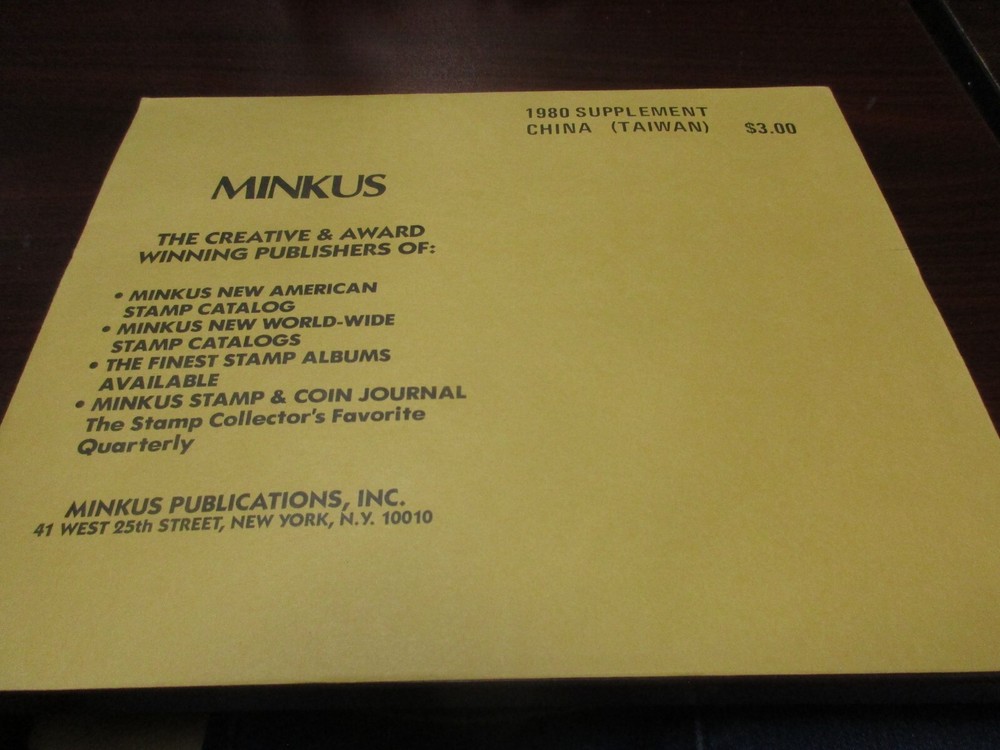 1980 SUPPLEMENT
CHINA (TAIWAN) $3.00
MINKUS
THE CREATIVE & AWARD
WINNING PUBLISHERS OF:
• MINKUS NEW AMERICAN
STAMP CATALOG
• MINKUS NEW WORLD-WIDE
STAMP CATALOGS
• THE FINEST STAMP ALBUMS
AVAILABLE
• MINKUS STAMP & COIN JOURNAL
The Stamp Collector's Favorite
Quarterly
MINKUS PUBLICATIONS, INC.
41 WEST 25th STREET, NEW YORK, N.Y. 10010